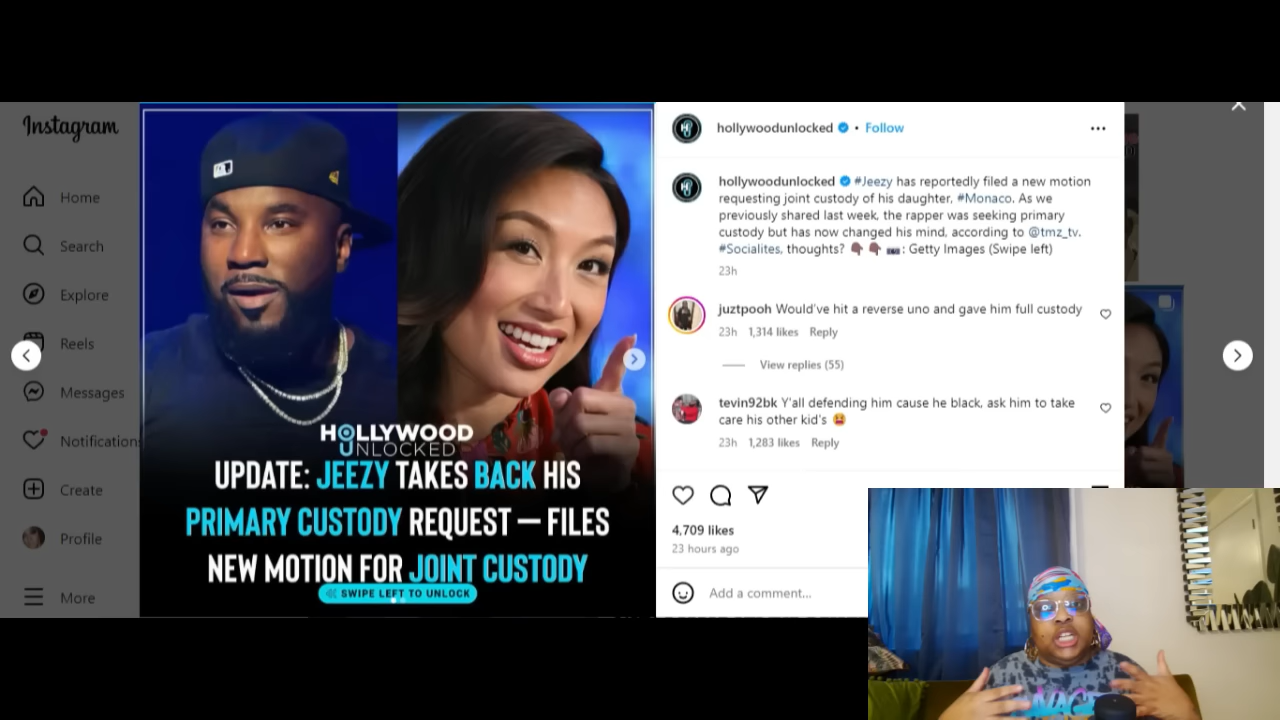 Instagram
Home
Search
Explore
Reels
Messages
Notifications
Create
Profile
More
HOLLYWOOD
UNLOCKED
UPDATE: JEEZY TAKES BACK HIS
PRIMARY CUSTODY REQUEST — FILES
NEW MOTION FOR JOINT CUSTODY
SWIPE LEFT TO UNLOCK
hollywoodunlocked • Follow
hollywoodunlocked #Jeezy has reportedly filed a new motion
requesting joint custody of his daughter, #Monaco. As we
previously shared last week, the rapper was seeking primary
custody but has now changed his mind, according to @tmz_tv.
#Socialites, thoughts? 👇🏾 👇🏾 📷: Getty Images (Swipe left)
23h
juztpooh Would've hit a reverse uno and gave him full custody
23h 1,314 likes Reply
View replies (55)
tevin92bk Y'all defending him cause he black, ask him to take
care his other kid's 😫
23h 1,283 likes Reply
4,709 likes
23 hours ago
Add a comment...